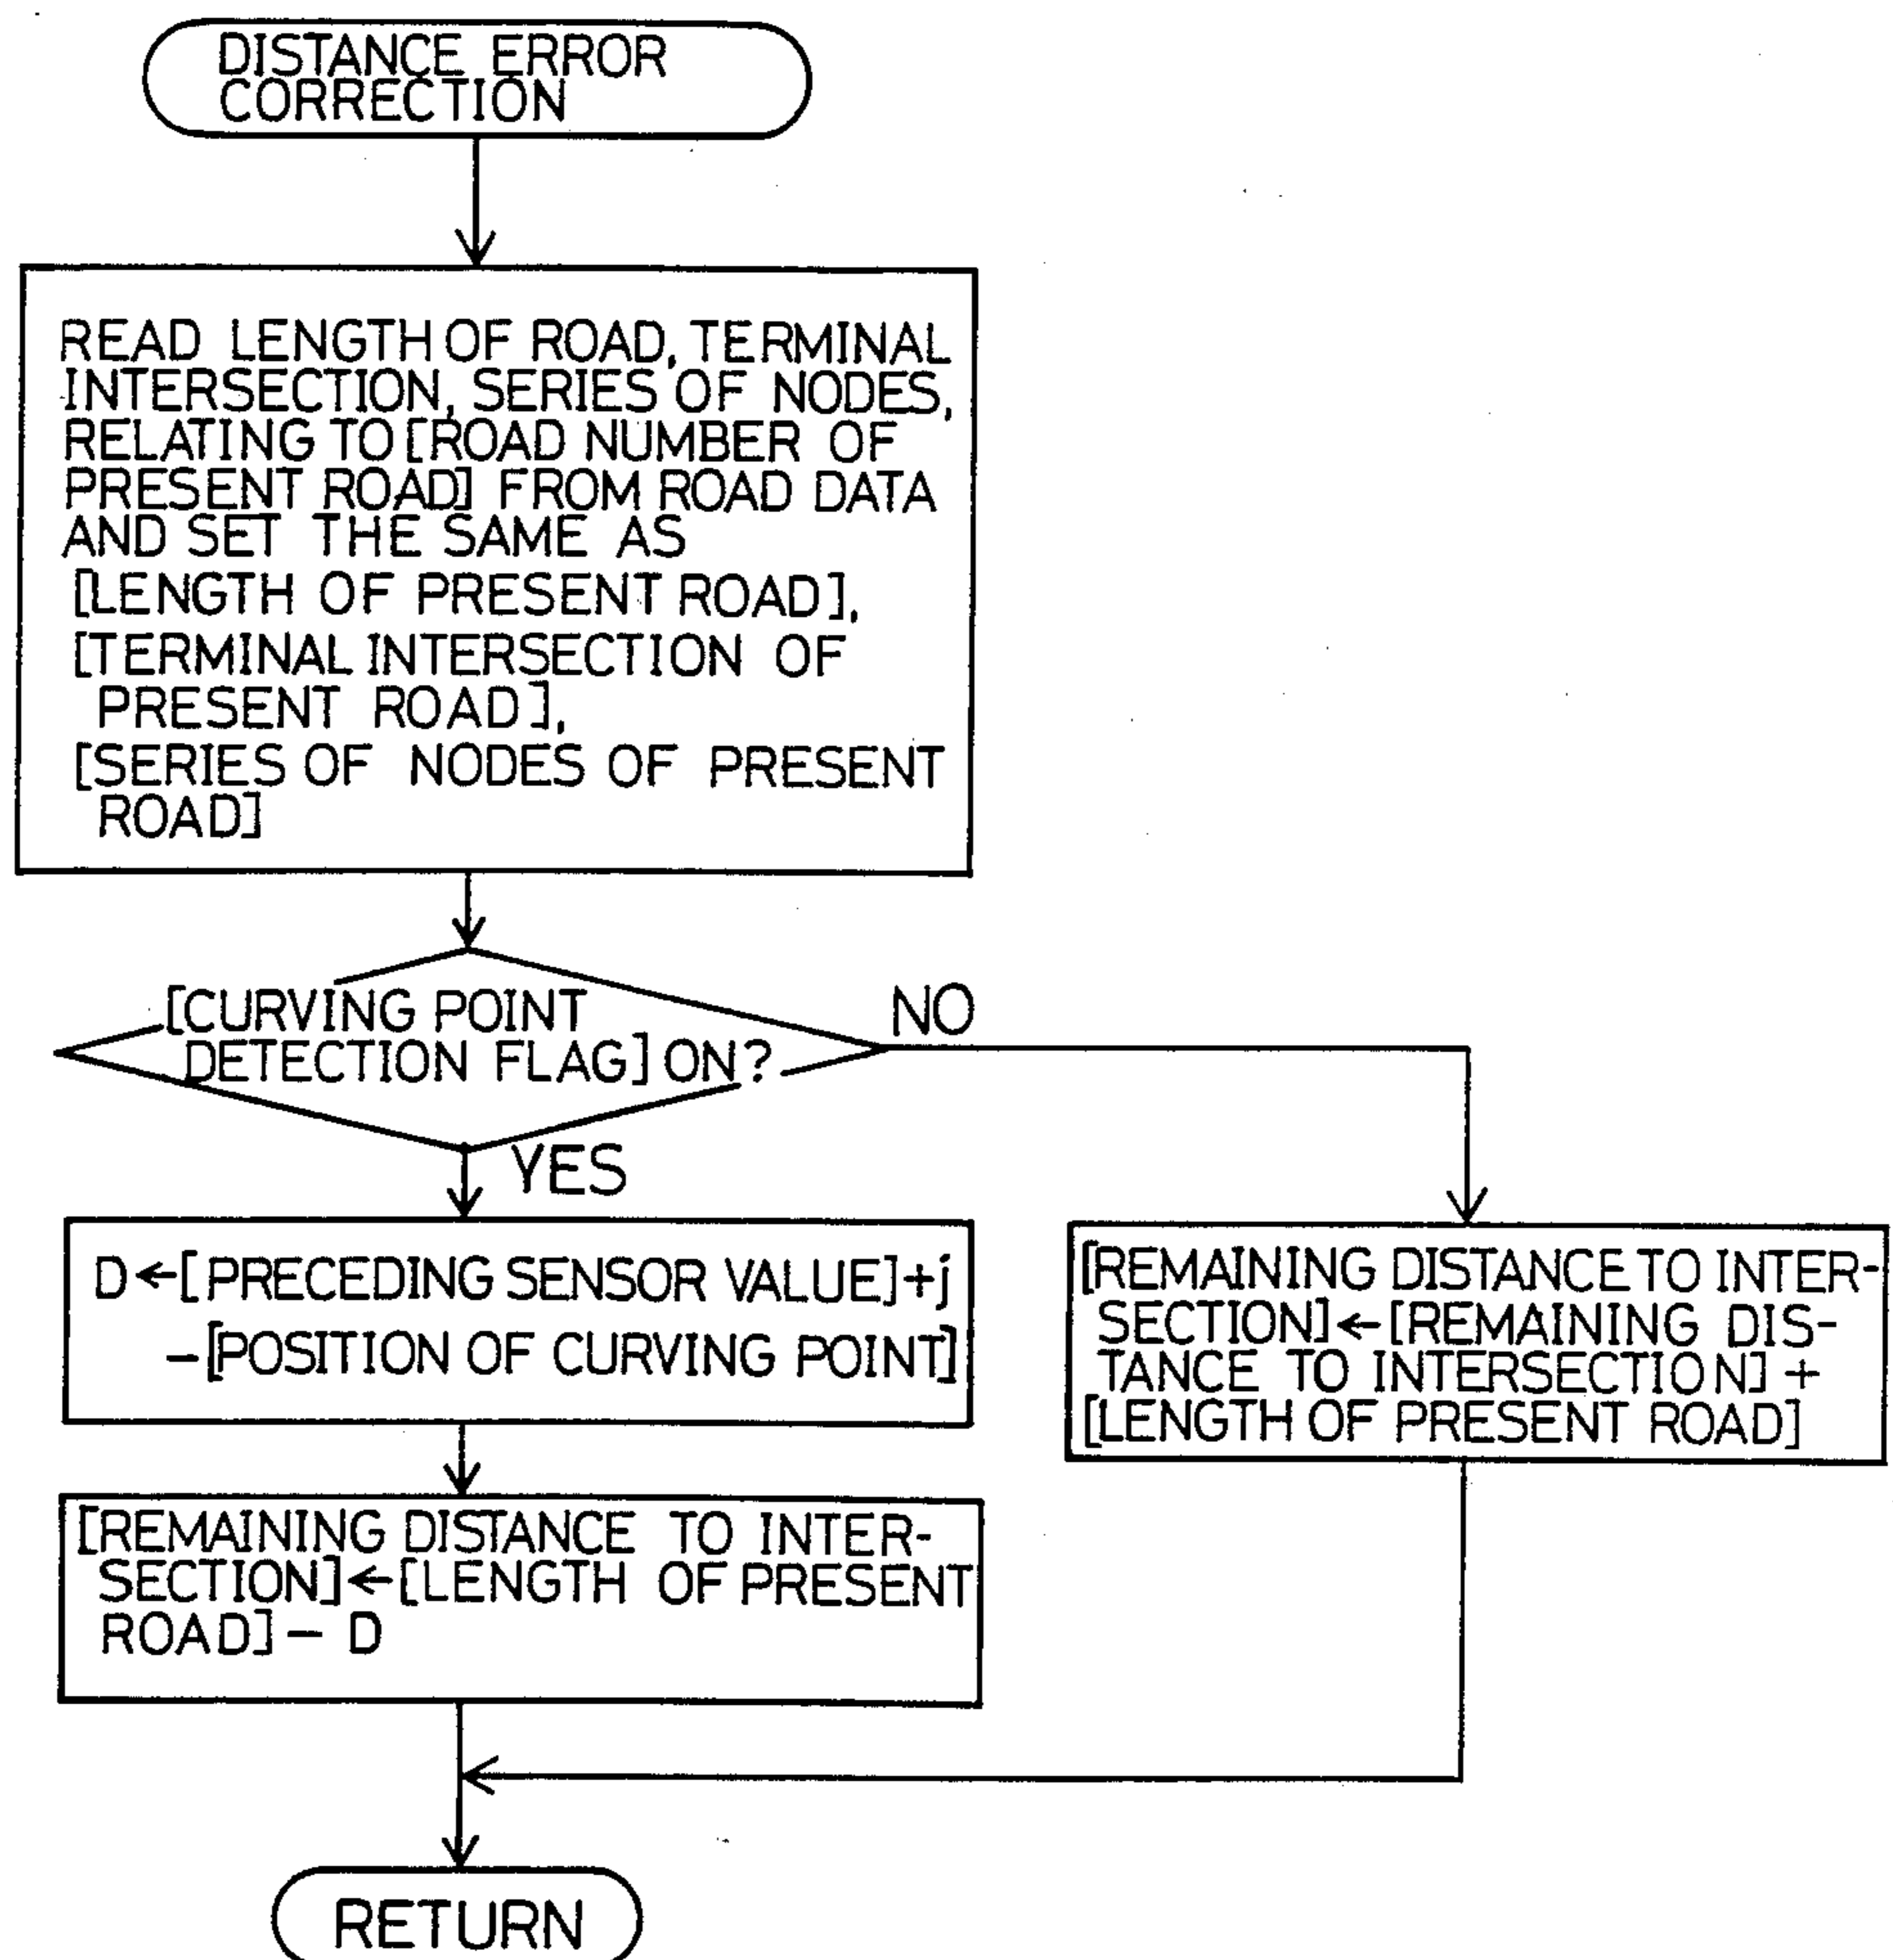 DISTANCE ERROR
CORRECTION
READ LENGTH OF ROAD, TERMINAL
INTERSECTION, SERIES OF NODES,
RELATING TO [ROAD NUMBER OF
PRESENT ROAD] FROM ROAD DATA
AND SET THE SAME AS
[LENGTH OF PRESENT ROAD],
[TERMINAL INTERSECTION OF
PRESENT ROAD],
[SERIES OF NODES OF PRESENT
ROAD]
[CURVING POINT
DETECTION FLAG] ON?
NO
YES
D←[PRECEDING SENSOR VALUE]+j
-[POSITION OF CURVING POINT]
[REMAINING DISTANCE TO INTER-
SECTION]←[REMAINING DIS-
TANCE TO INTERSECTION] +
[LENGTH OF PRESENT ROAD]
[REMAINING DISTANCE TO INTER-
SECTION]←[LENGTH OF PRESENT
ROAD] - D
RETURN